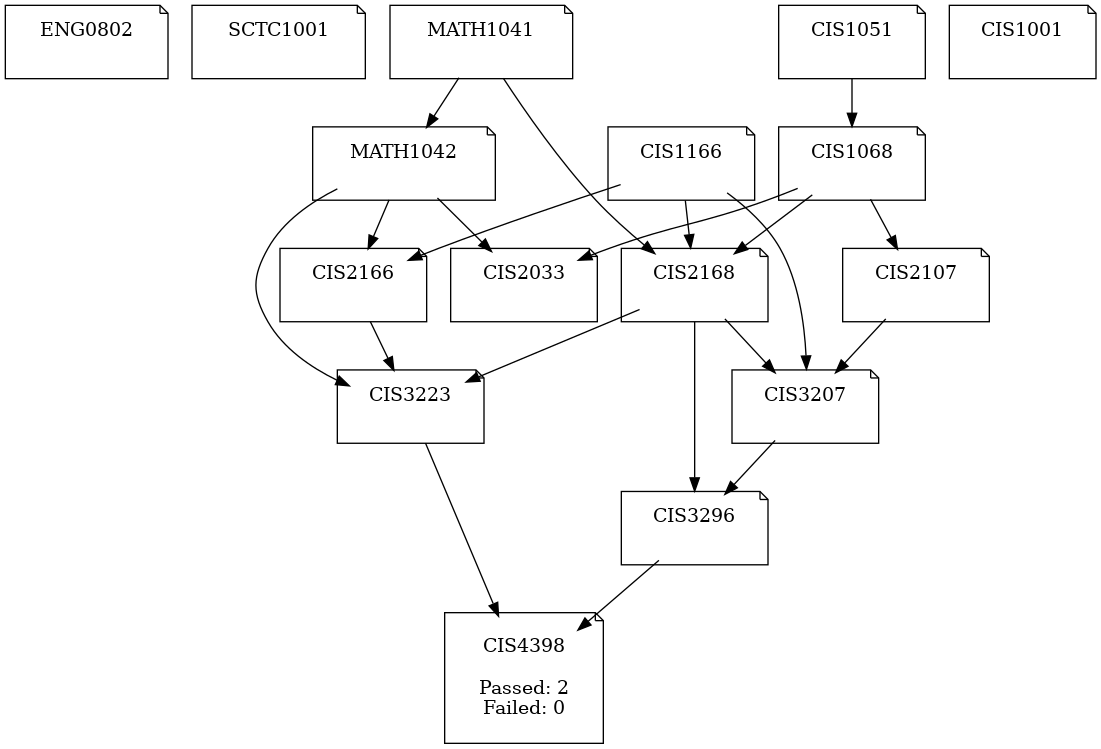 ENG0802
SCTC1001
MATH1041
CIS1051
CIS1001
MATH1042
CIS1166
CIS1068
CIS2166
CIS2033
CIS2168
CIS2107
CIS3223
CIS3207
CIS3296
CIS4398
Passed: 2
Failed: 0